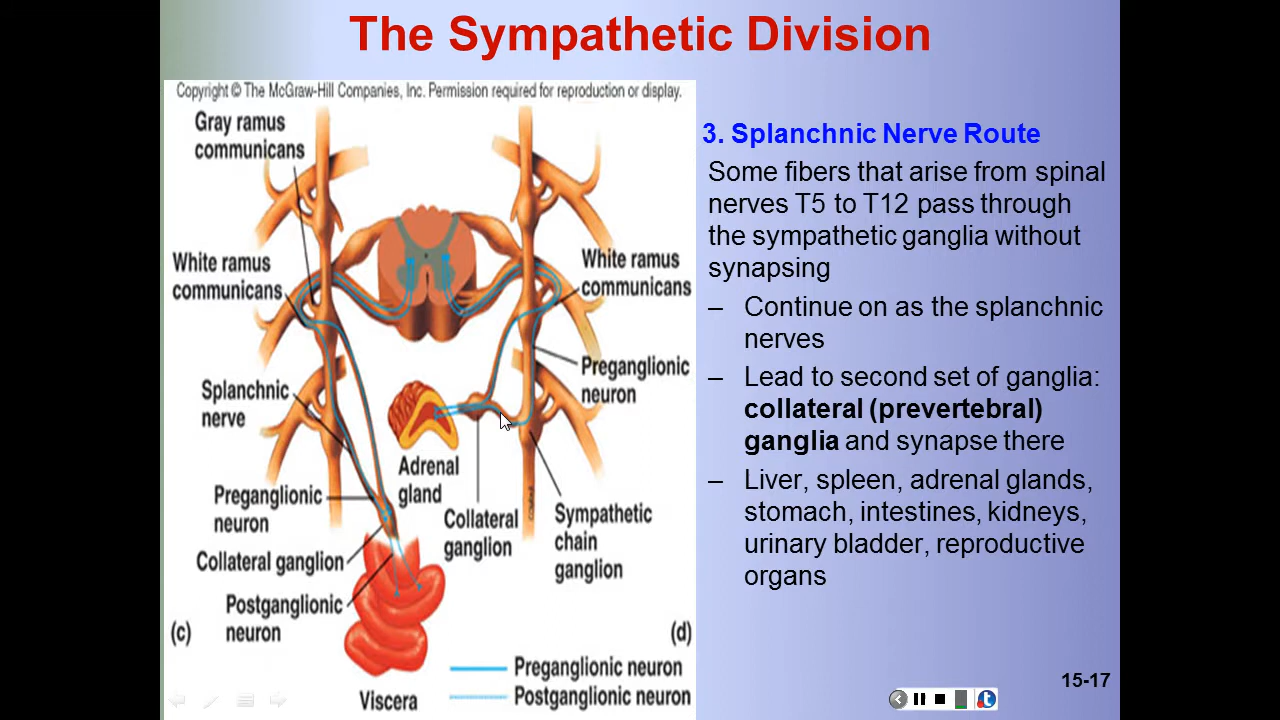 The Sympathetic Division
Copyright © The McGraw-Hill Companies, Inc. Permission required for reproduction or display.
Gray ramus
communicans
White ramus
communicans
Splanchnic
nerve
Preganglionic
neuron
Collateral ganglion
Postganglionic
neuron
(c)
Viscera
Adrenal
gland
Collateral
ganglion
White ramus
communicans
Preganglionic
neuron
Sympathetic
chain
ganglion
(d)
Preganglionic neuron
Postganglionic neuron
3. Splanchnic Nerve Route
Some fibers that arise from spinal
nerves T5 to T12 pass through
the sympathetic ganglia without
synapsing
– Continue on as the splanchnic
nerves
– Lead to second set of ganglia:
collateral (prevertebral)
ganglia and synapse there
– Liver, spleen, adrenal glands,
stomach, intestines, kidneys,
urinary bladder, reproductive
organs
15-17
t